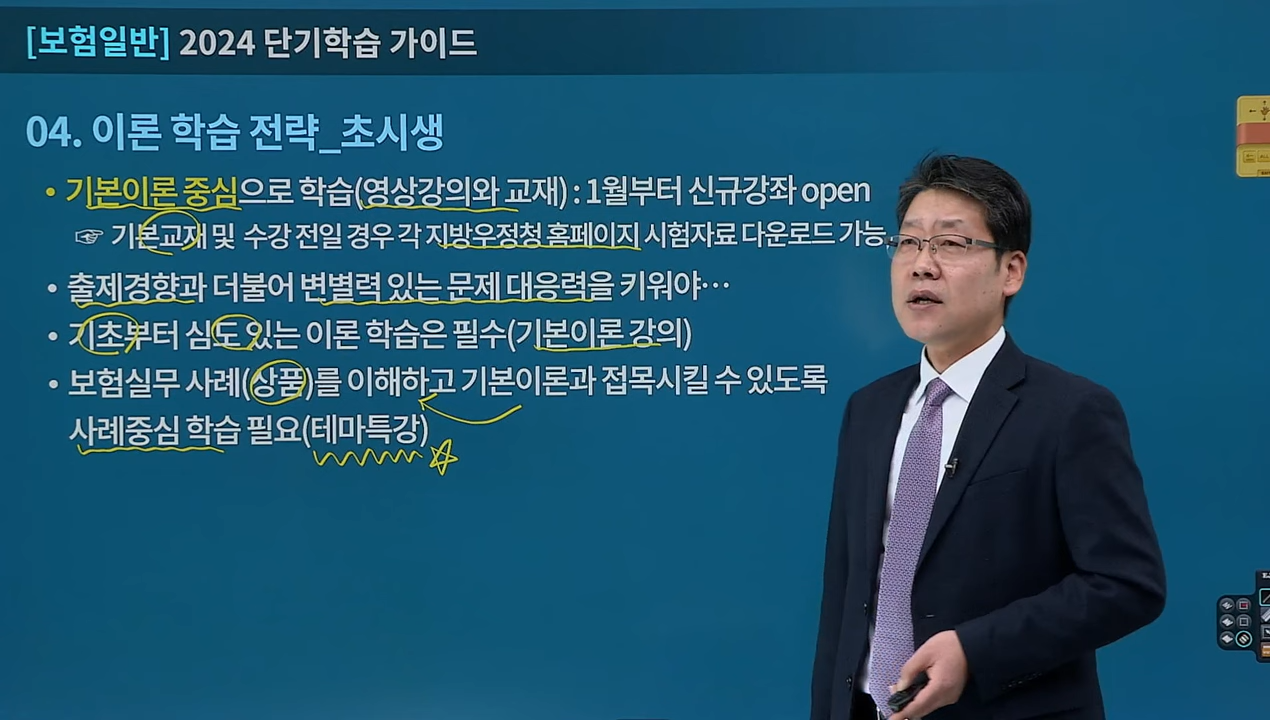 [보험일반] 2024 단기학습 가이드
04. 이론 학습 전략_초시생
• 기본이론 중심으로 학습(영상강의와 교재) : 1월부터 신규강좌 open
☞ 기본교재 및 수강 전일 경우 각 지방우정청 홈페이지 시험자료 다운로드 가능
• 출제경향과 더불어 변별력 있는 문제 대응력을 키워야…
• 기초부터 심도 있는 이론 학습은 필수(기본이론 강의)
• 보험실무 사례(상품)를 이해하고 기본이론과 접목시킬 수 있도록
사례중심 학습 필요(테마특강)